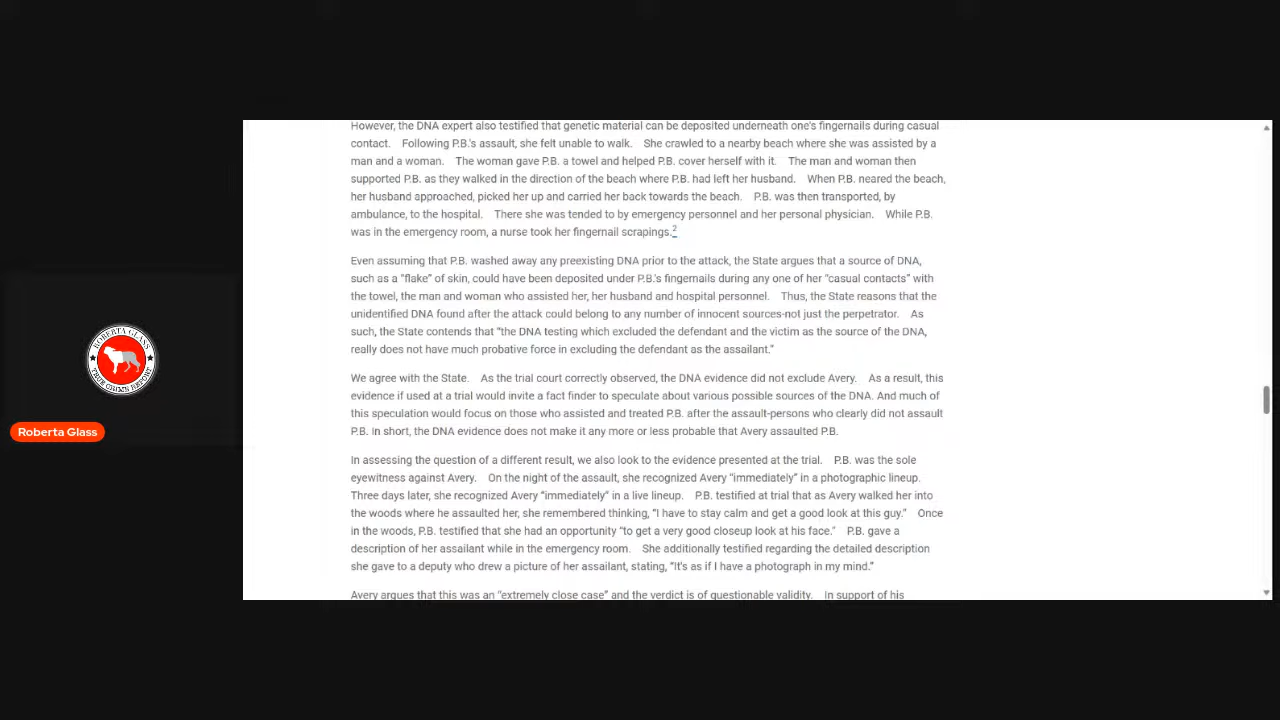 However, the DNA expert also testified that genetic material can be deposited underneath one's fingernails during casual
contact. Following P.B.'s assault, she felt unable to walk. She crawled to a nearby beach where she was assisted by a
man and a woman. The woman gave P.B. a towel and helped P.B. cover herself with it. The man and woman then
supported P.B. as they walked in the direction of the beach where P.B. had left her husband. When P.B. neared the beach,
her husband approached, picked her up and carried her back towards the beach. P.B. was then transported, by
ambulance, to the hospital. There she was tended to by emergency personnel and her personal physician. While P.B.
was in the emergency room, a nurse took her fingernail scrapings.2
Even assuming that P.B. washed away any preexisting DNA prior to the attack, the State argues that a source of DNA,
such as a "flake" of skin, could have been deposited under P.B.'s fingernails during any one of her "casual contacts" with
the towel, the man and woman who assisted her, her husband and hospital personnel. Thus, the State reasons that the
unidentified DNA found after the attack could belong to any number of innocent sources-not just the perpetrator. As
such, the State contends that "the DNA testing which excluded the defendant and the victim as the source of the DNA,
really does not have much probative force in excluding the defendant as the assailant."
We agree with the State. As the trial court correctly observed, the DNA evidence did not exclude Avery. As a result, this
evidence if used at a trial would invite a fact finder to speculate about various possible sources of the DNA. And much of
this speculation would focus on those who assisted and treated P.B. after the assault-persons who clearly did not assault
P.B. In short, the DNA evidence does not make it any more or less probable that Avery assaulted P.B.
In assessing the question of a different result, we also look to the evidence presented at the trial. P.B. was the sole
eyewitness against Avery. On the night of the assault, she recognized Avery "immediately" in a photographic lineup.
Three days later, she recognized Avery "immediately" in a live lineup. P.B. testified at trial that as Avery walked her into
the woods where he assaulted her, she remembered thinking, "I have to stay calm and get a good look at this guy." Once
in the woods, P.B. testified that she had an opportunity "to get a very good closeup look at his face." P.B. gave a
description of her assailant while in the emergency room. She additionally testified regarding the detailed description
she gave to a deputy who drew a picture of her assailant, stating, "It's as if I have a photograph in my mind."
Avery argues that this was an "extremely close case" and the verdict is of questionable validity. In support of his
ROBERTA GLASS
TRUE CRIME REPORT
Roberta Glass